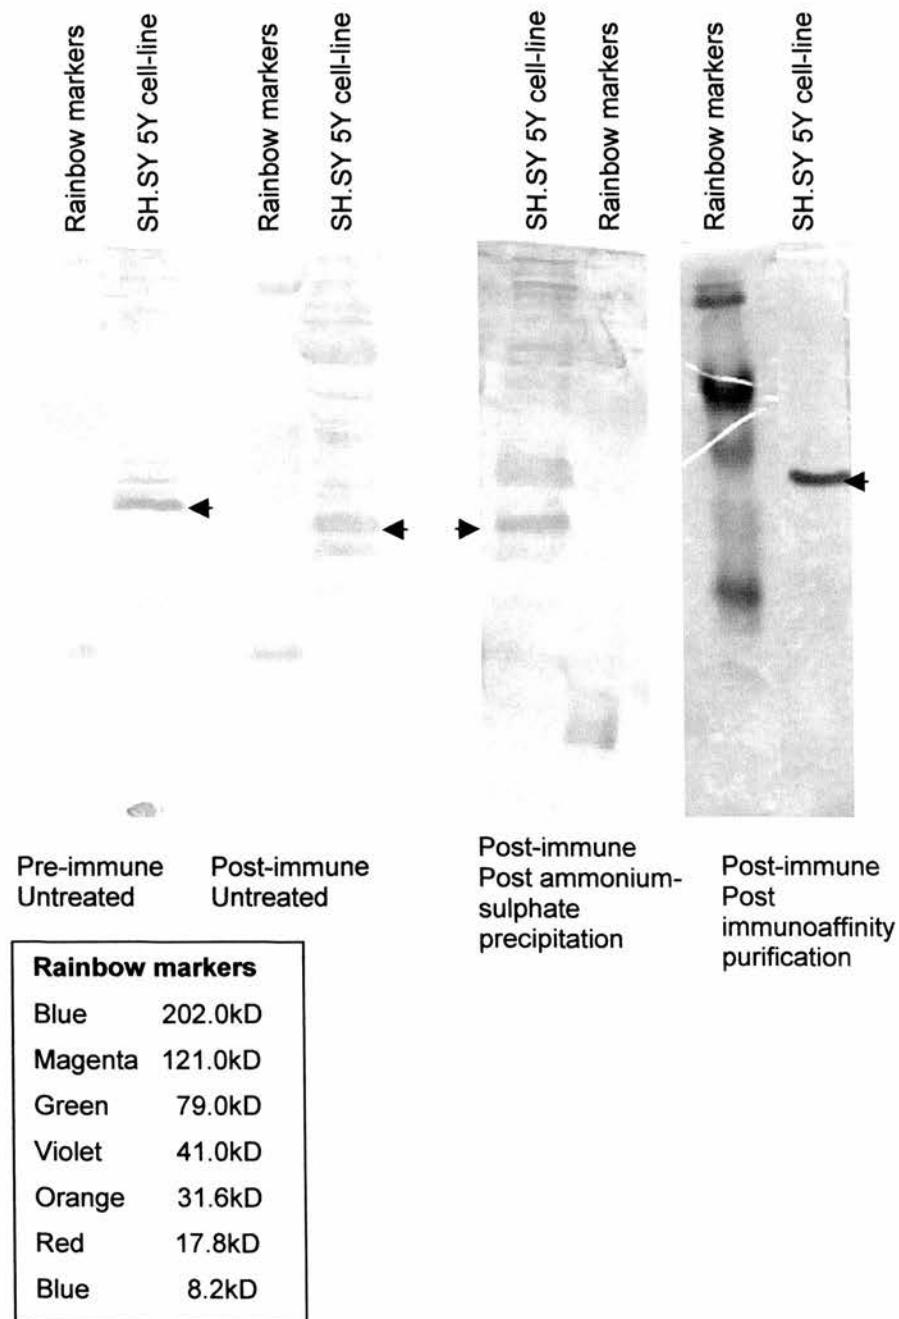 Rainbow markers
SH.SY 5Y cell-line
Rainbow markers
SH.SY 5Y cell-line
SH.SY 5Y cell-line
Rainbow markers
Rainbow markers
SH.SY 5Y cell-line
Pre-immune
Untreated
Post-immune
Untreated
Post-immune
Post ammonium-
sulphate
precipitation
Post-immune
Post
immunoaffinity
purification
Rainbow markers
Blue 202.0kD
Magenta 121.0kD
Green 79.0kD
Violet 41.0kD
Orange 31.6kD
Red 17.8kD
Blue 8.2kD